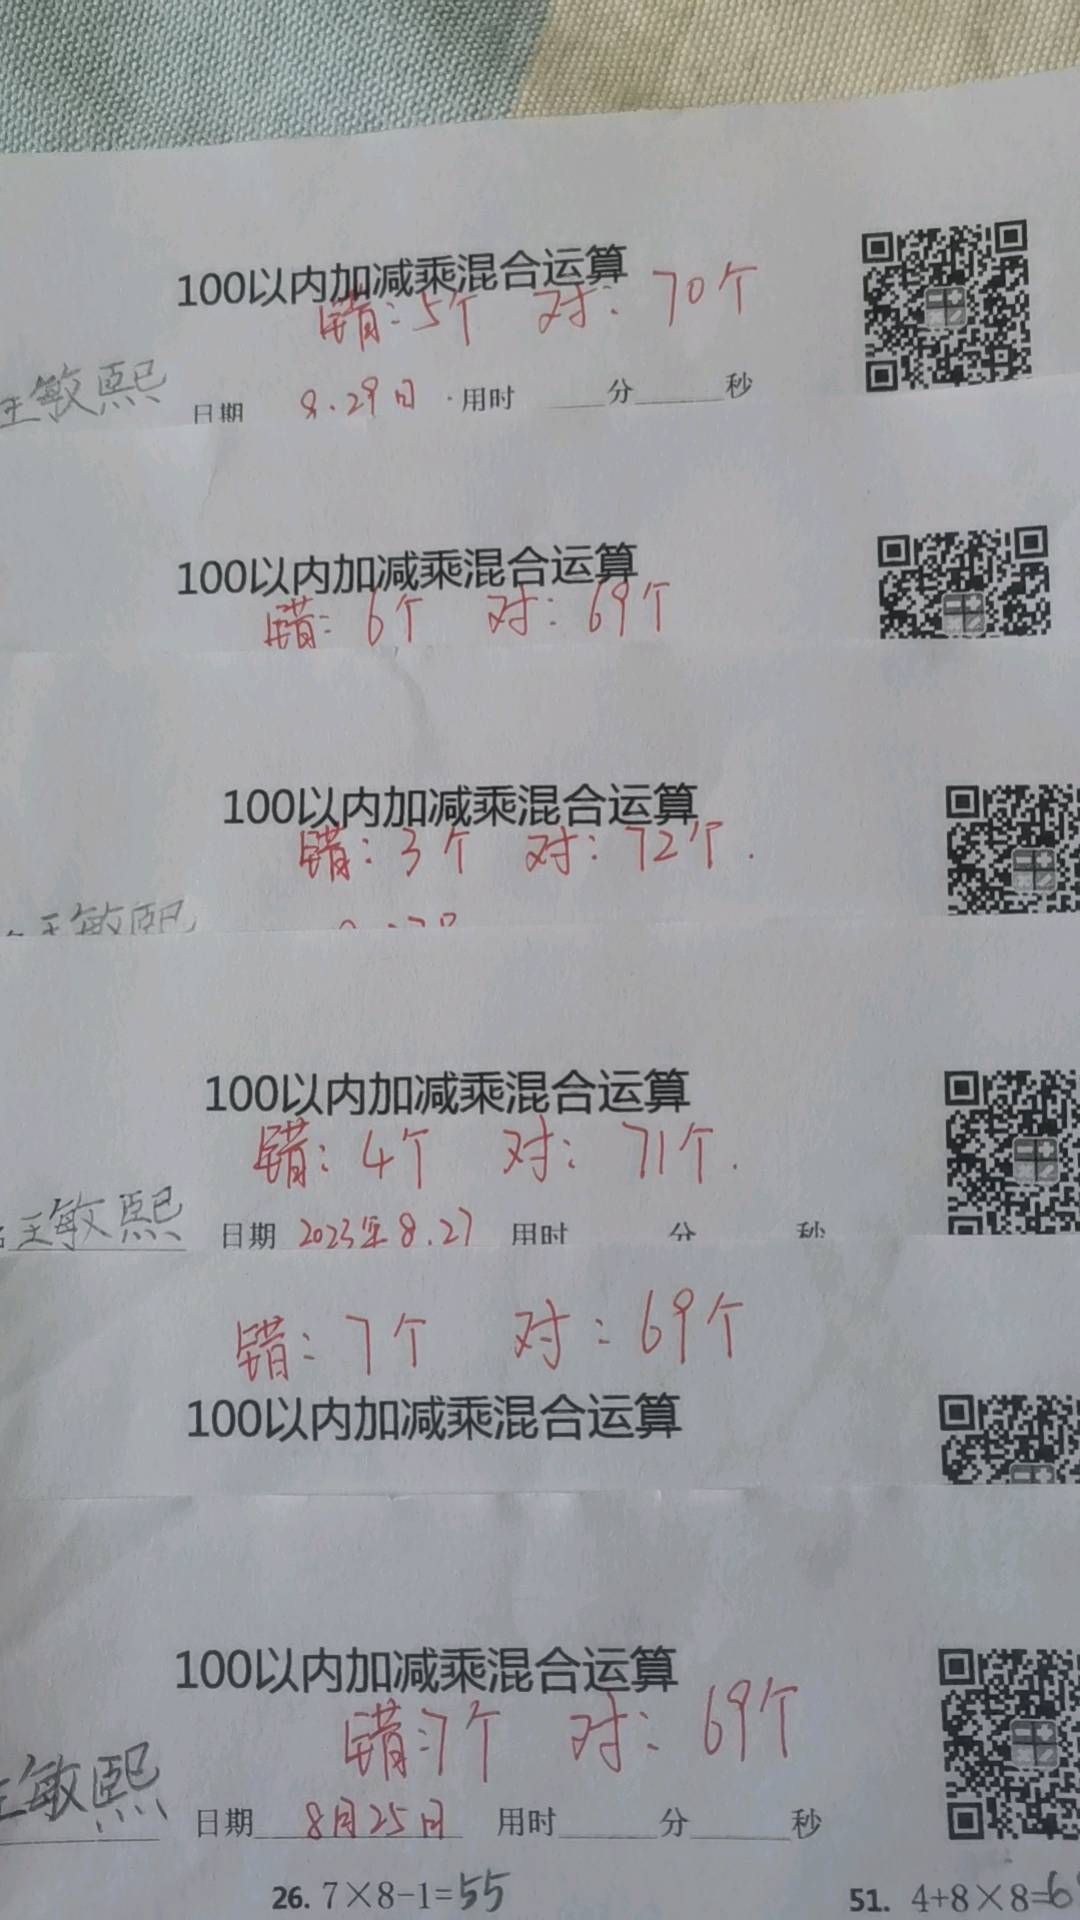 100以内加减乘混合运算
错:5个 对:70个
王敏熙 日期 8.29日 用时 分 秒
100以内加减乘混合运算
错:6个 对:69个
100以内加减乘混合运算
错:3个 对:72个.
王敏熙
100以内加减乘混合运算
错:4个 对:71个.
王敏熙 日期 2023年8.27 用时 分 秒
错:7个 对:69个
100以内加减乘混合运算
100以内加减乘混合运算
错:7个 对:69个
王敏熙 日期 8月25日 用时 分 秒
26. 7×8-1=55 51. 4+8×8=6